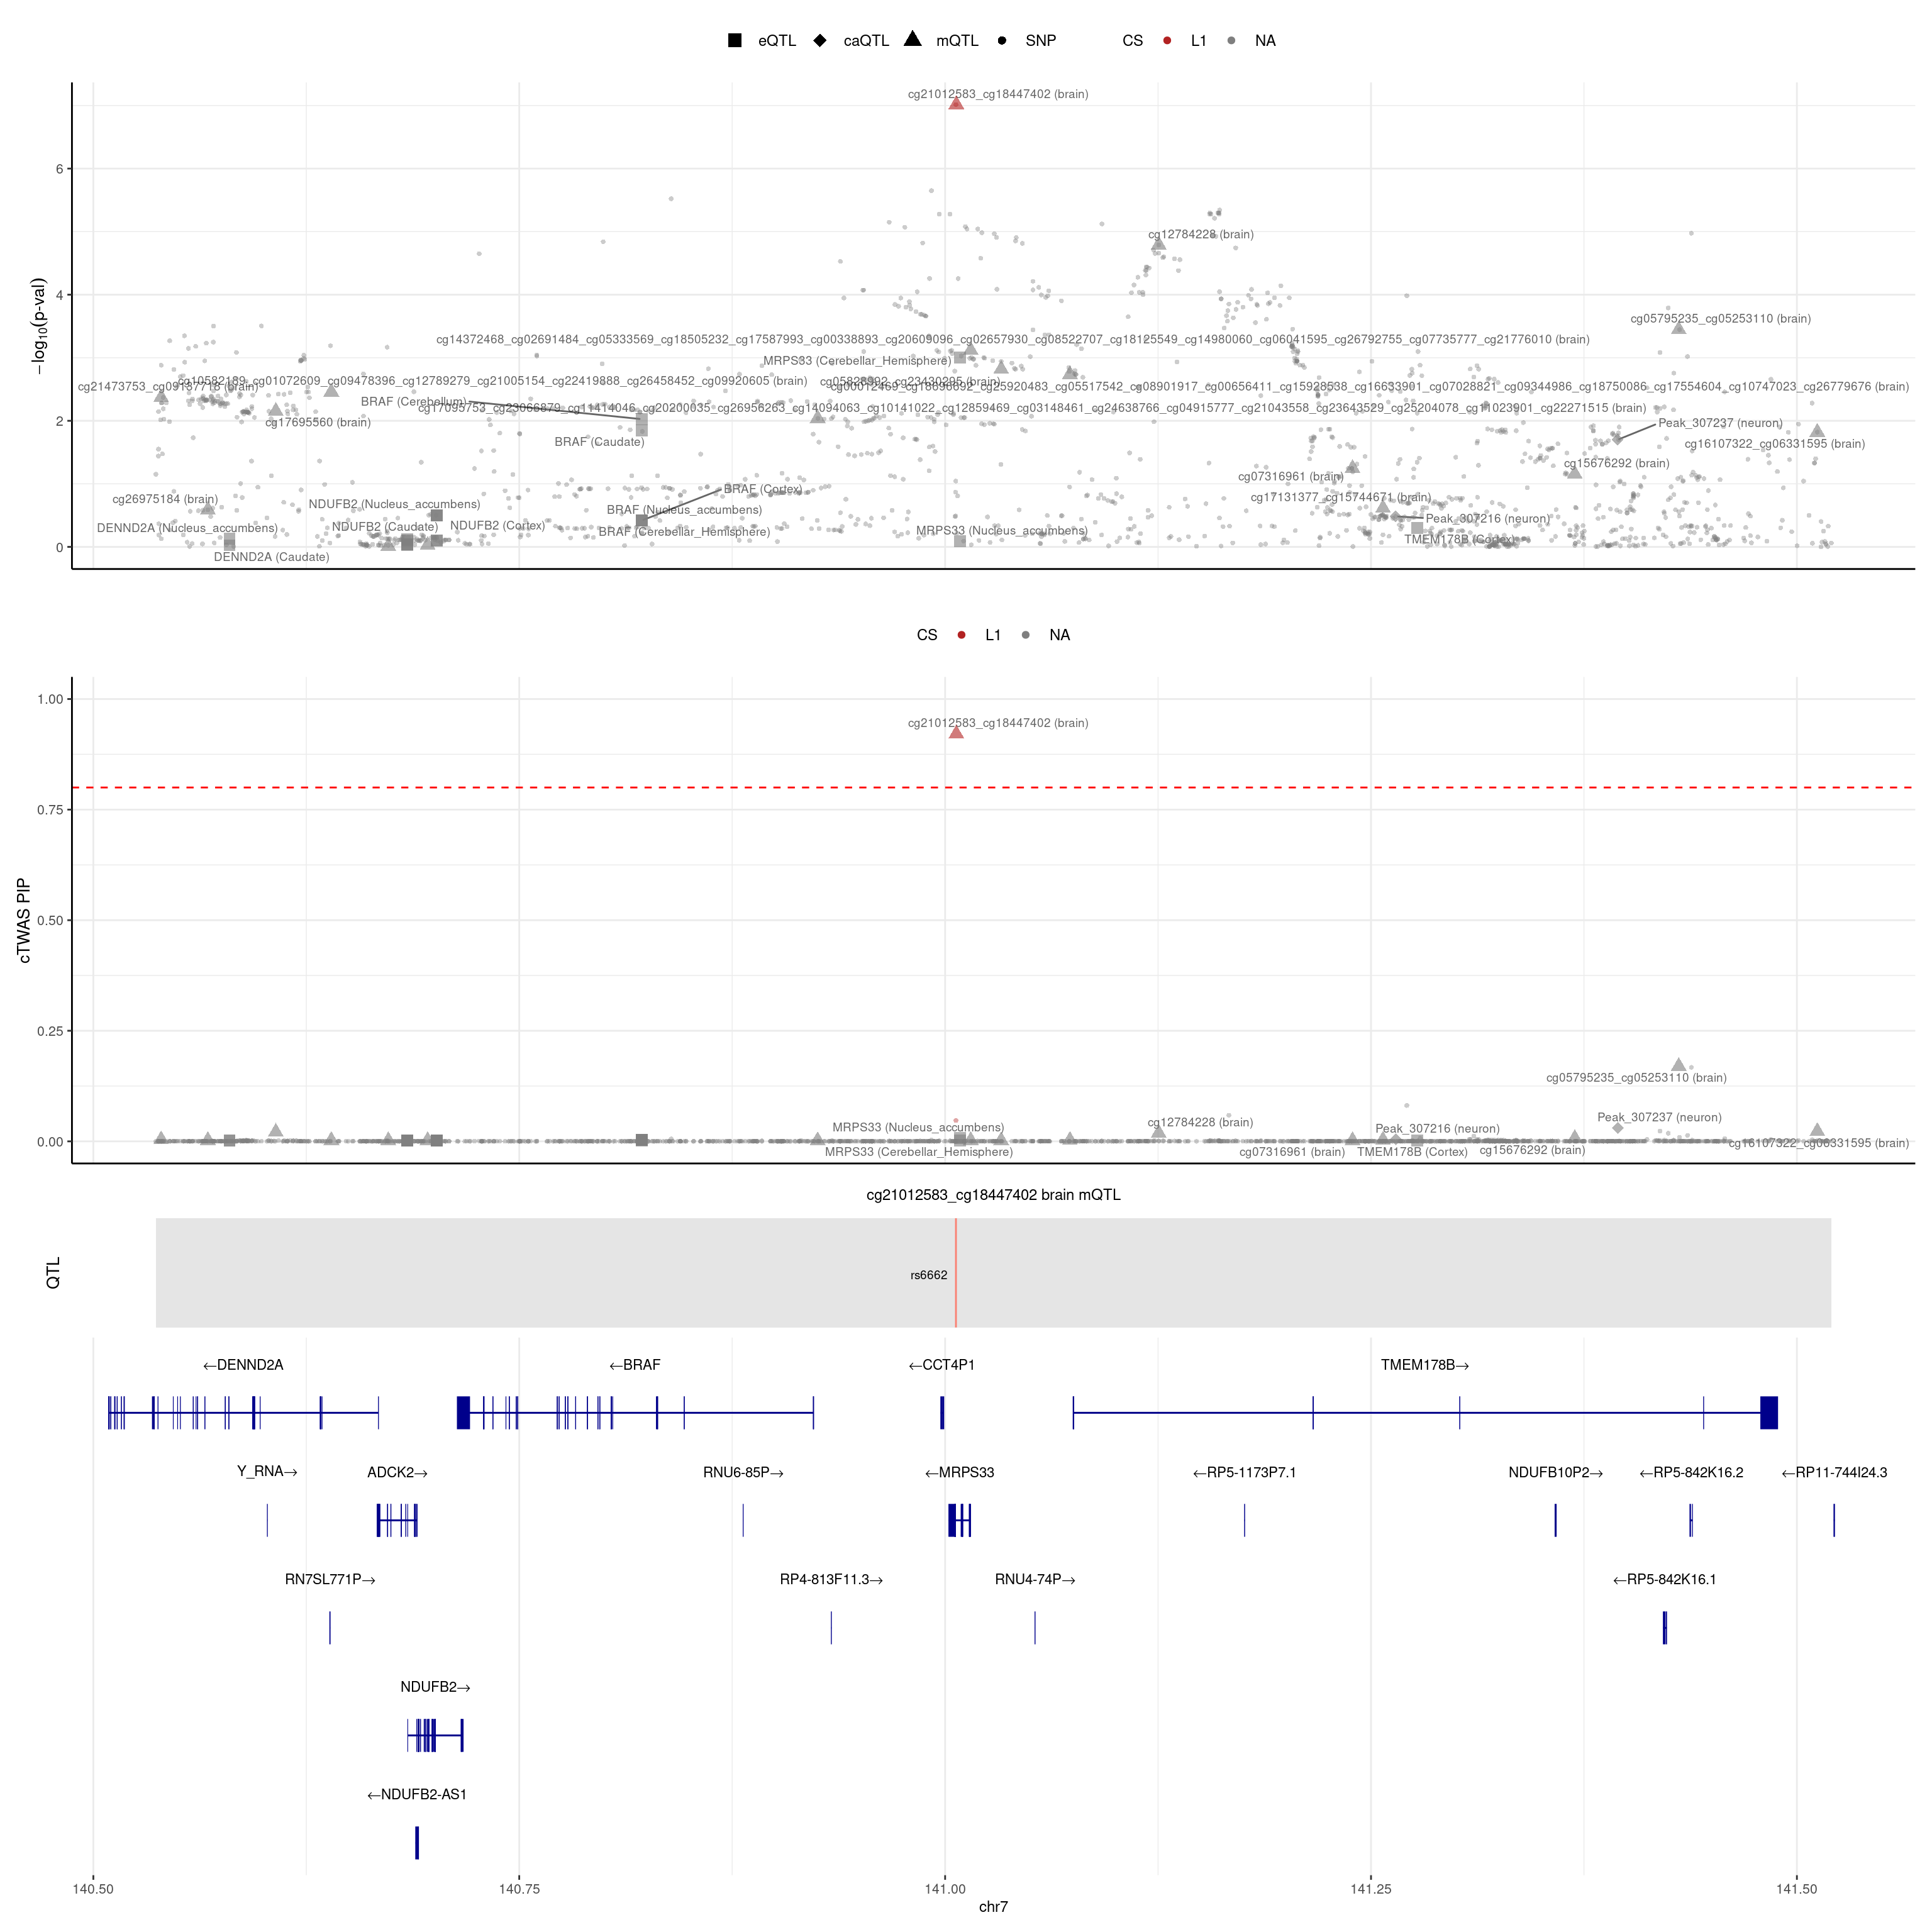 eQTL caQTL mQTL SNP CS L1 NA
cg21012583_cg18447402 (brain)
6
cg12784228 (brain)
4
cg05795235_cg05253110 (brain)
cg14372468_cg02691484_cg05333569_cg18505232_cg17587993_cg00338893_cg20609096_cg02657930_cg08522707_cg18125549_cg14980060_cg06041595_cg26792755_cg07735777_cg21776010 (brain)
MRPS33 (Cerebellar_Hemisphere)
cg10582189_cg01072609_cg09478396_cg12789279_cg21005154_cg22419888_cg26458452_cg09920605 (brain)
BRAF (Cerebellum)
2
cg17695560 (brain)
Peak_307237 (neuron)
BRAF (Caudate)
cg16107322_cg06331595 (brain)
cg15676292 (brain)
cg07316961 (brain)
BRAF (Cortex)
cg26975184 (brain)
cg17131377_cg15744671 (brain)
NDUFB2 (Nucleus_accumbens)
BRAF (Nucleus_accumbens)
Peak_307216 (neuron)
DENND2A (Nucleus_accumbens)
NDUFB2 (Caudate)
NDUFB2 (Cortex)
BRAF (Cerebellar_Hemisphere)
MRPS33 (Nucleus_accumbens)
TMEM178B (Cortex)
0
DENND2A (Caudate)
−log10(p-val)
CS L1 NA
1.00
cg21012583_cg18447402 (brain)
0.75
0.50
0.25
cg05795235_cg05253110 (brain)
Peak_307237 (neuron)
cg12784228 (brain)
MRPS33 (Nucleus_accumbens)
Peak_307216 (neuron)
0.00
cg16107322_cg06331595 (brain)
MRPS33 (Cerebellar_Hemisphere)
cg07316961 (brain)
TMEM178B (Cortex)
cg15676292 (brain)
cTWAS PIP
cg21012583_cg18447402 brain mQTL
QTL
rs6662
←DENND2A ←BRAF ←CCT4P1 TMEM178B→
Y_RNA→ ADCK2→ RNU6-85P→ ←MRPS33 ←RP5-1173P7.1 NDUFB10P2→ ←RP5-842K16.2 ←RP11-744I24.3
RN7SL771P→ RP4-813F11.3→ RNU4-74P→ ←RP5-842K16.1
NDUFB2→
←NDUFB2-AS1
140.50 140.75 141.00 141.25 141.50
chr7